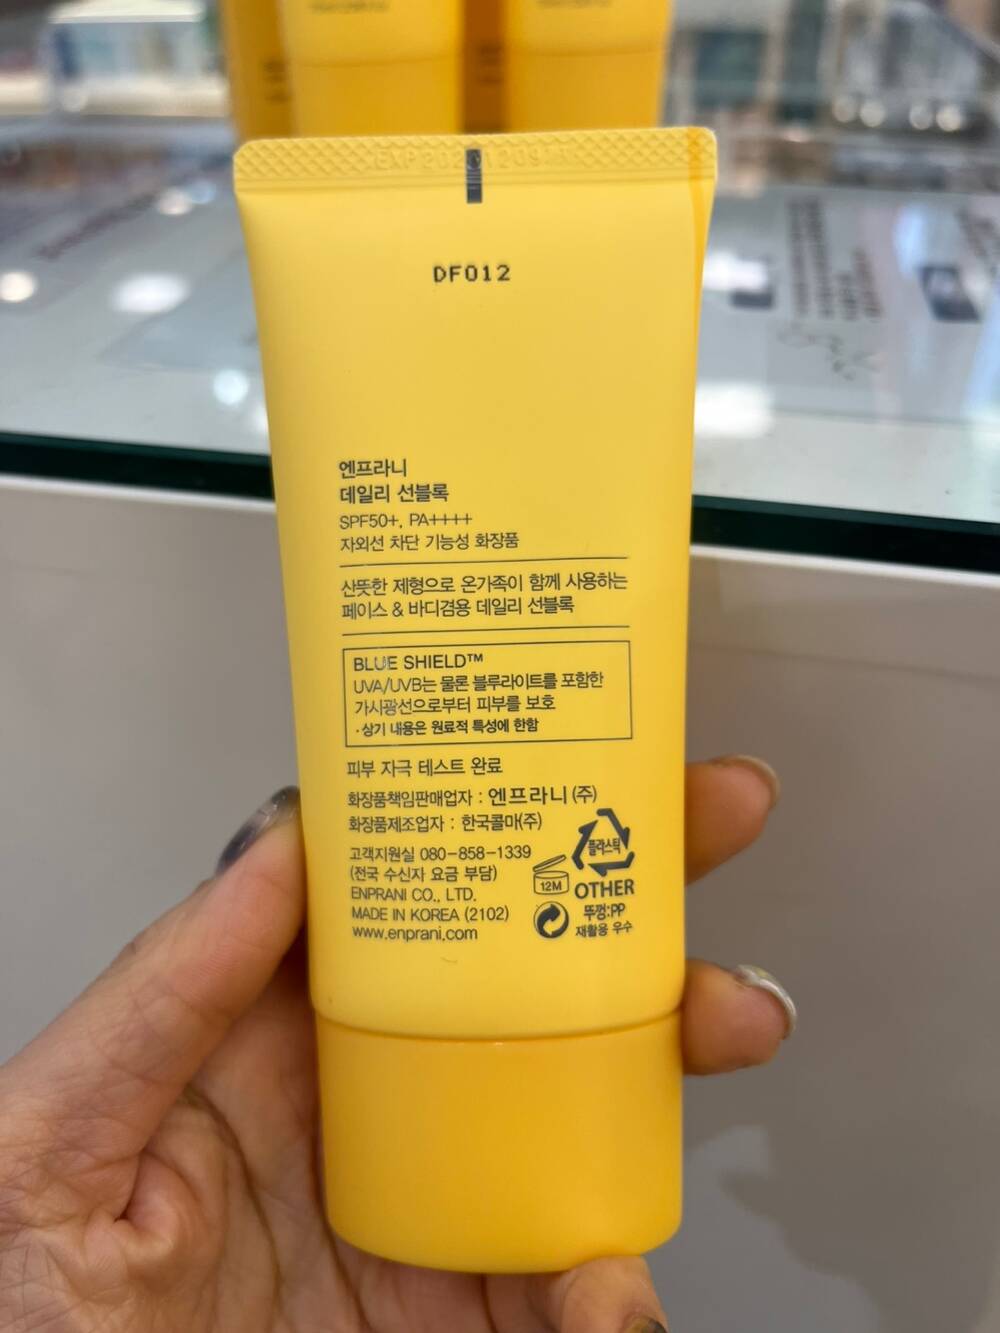 DF012
엔프라니
데일리 선블록
SPF50+, PA++++
자외선 차단 기능성 화장품
산뜻한 제형으로 온가족이 함께 사용하는
페이스 & 바디겸용 데일리 선블록
BLUE SHIELD™
UVA/UVB는 물론 블루라이트를 포함한
가시광선으로부터 피부를 보호
·상기 내용은 원료적 특성에 한함
피부 자극 테스트 완료
화장품책임판매업자 : 엔프라니(주)
화장품제조업자 : 한국콜마(주)
고객지원실 080-858-1339
(전국 수신자 요금 부담)
ENPRANI CO., LTD.
MADE IN KOREA (2102)
www.enprani.com
12M
플라스틱
OTHER
뚜껑:PP
재활용 우수